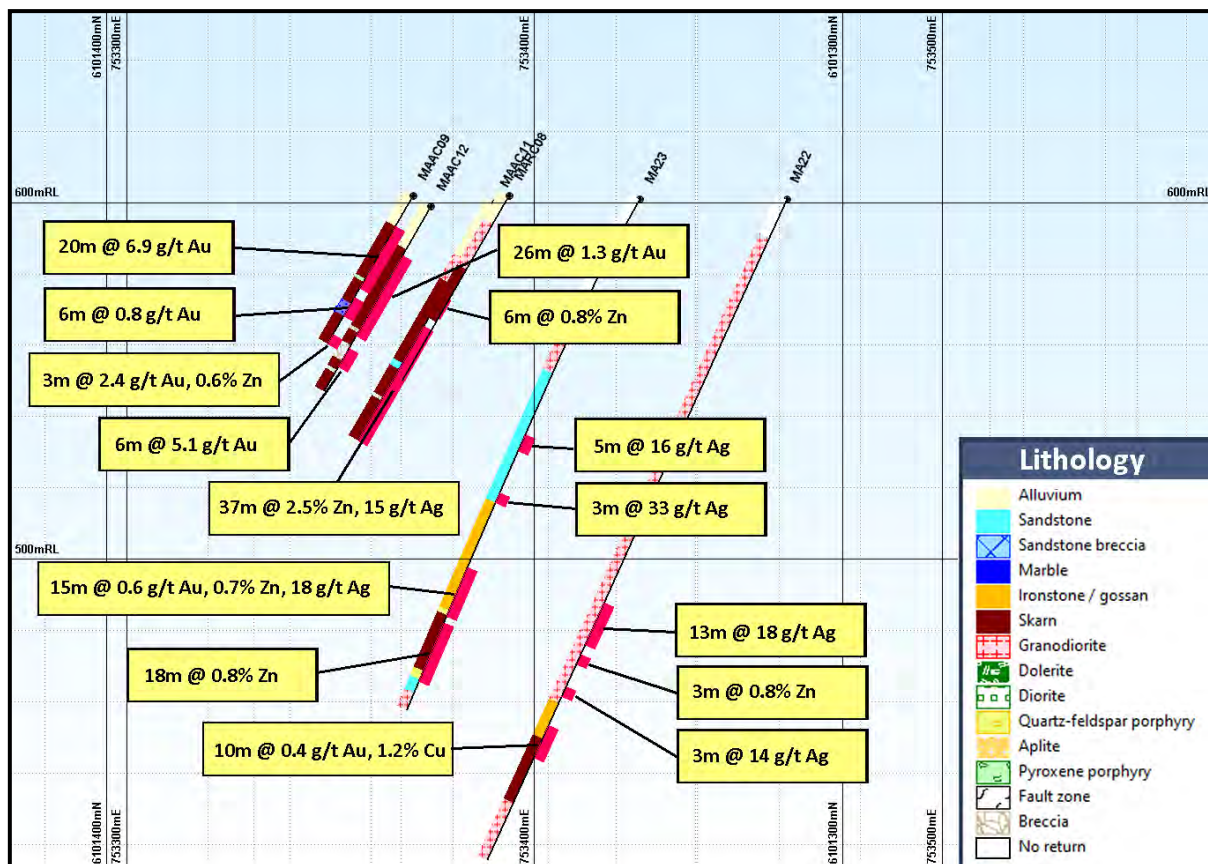 6101400mN
753300mE
753400mE
6101300mN
753500mE
MAAC09
MAAC12
MAAC11
MARC08
MA23
MA22
600mRL
600mRL
20m @ 6.9 g/t Au
26m @ 1.3 g/t Au
6m @ 0.8 g/t Au
6m @ 0.8% Zn
3m @ 2.4 g/t Au, 0.6% Zn
6m @ 5.1 g/t Au
5m @ 16 g/t Ag
37m @ 2.5% Zn, 15 g/t Ag
3m @ 33 g/t Ag
500mRL
15m @ 0.6 g/t Au, 0.7% Zn, 18 g/t Ag
13m @ 18 g/t Ag
18m @ 0.8% Zn
3m @ 0.8% Zn
10m @ 0.4 g/t Au, 1.2% Cu
3m @ 14 g/t Ag
Lithology
Alluvium
Sandstone
Sandstone breccia
Marble
Ironstone / gossan
Skarn
Granodiorite
Dolerite
Diorite
Quartz-feldspar porphyry
Aplite
Pyroxene porphyry
Fault zone
Breccia
No return
6101400mN
753300mE
753400mE
6101300mN
753500mE